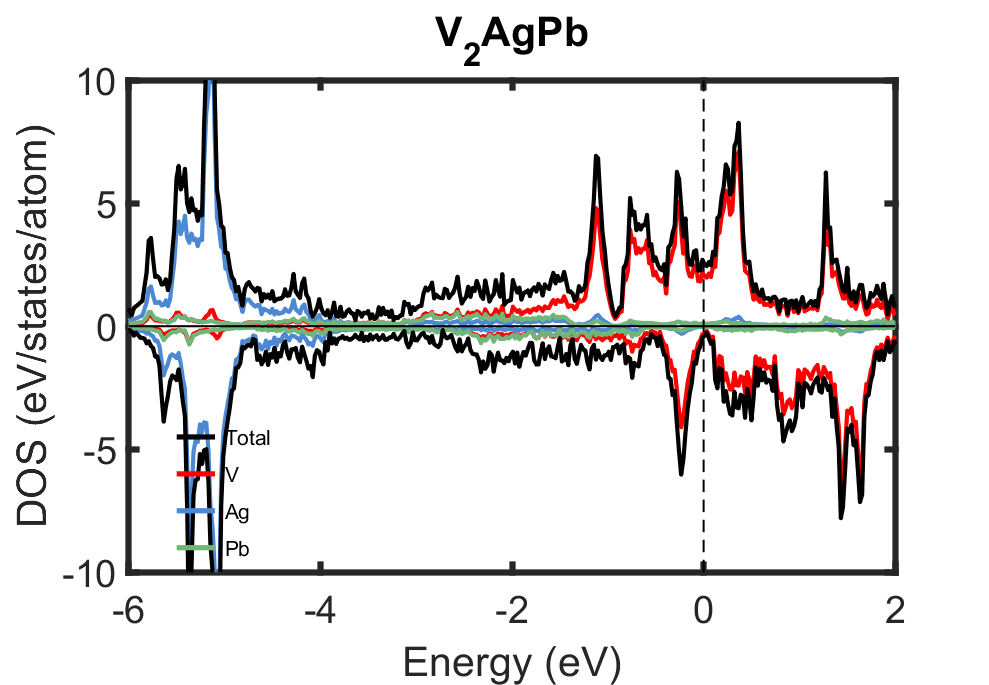 V2AgPb
10
5
0
-5
-10
DOS (eV/states/atom)
Total
V
Ag
Pb
-6
-4
-2
0
2
Energy (eV)